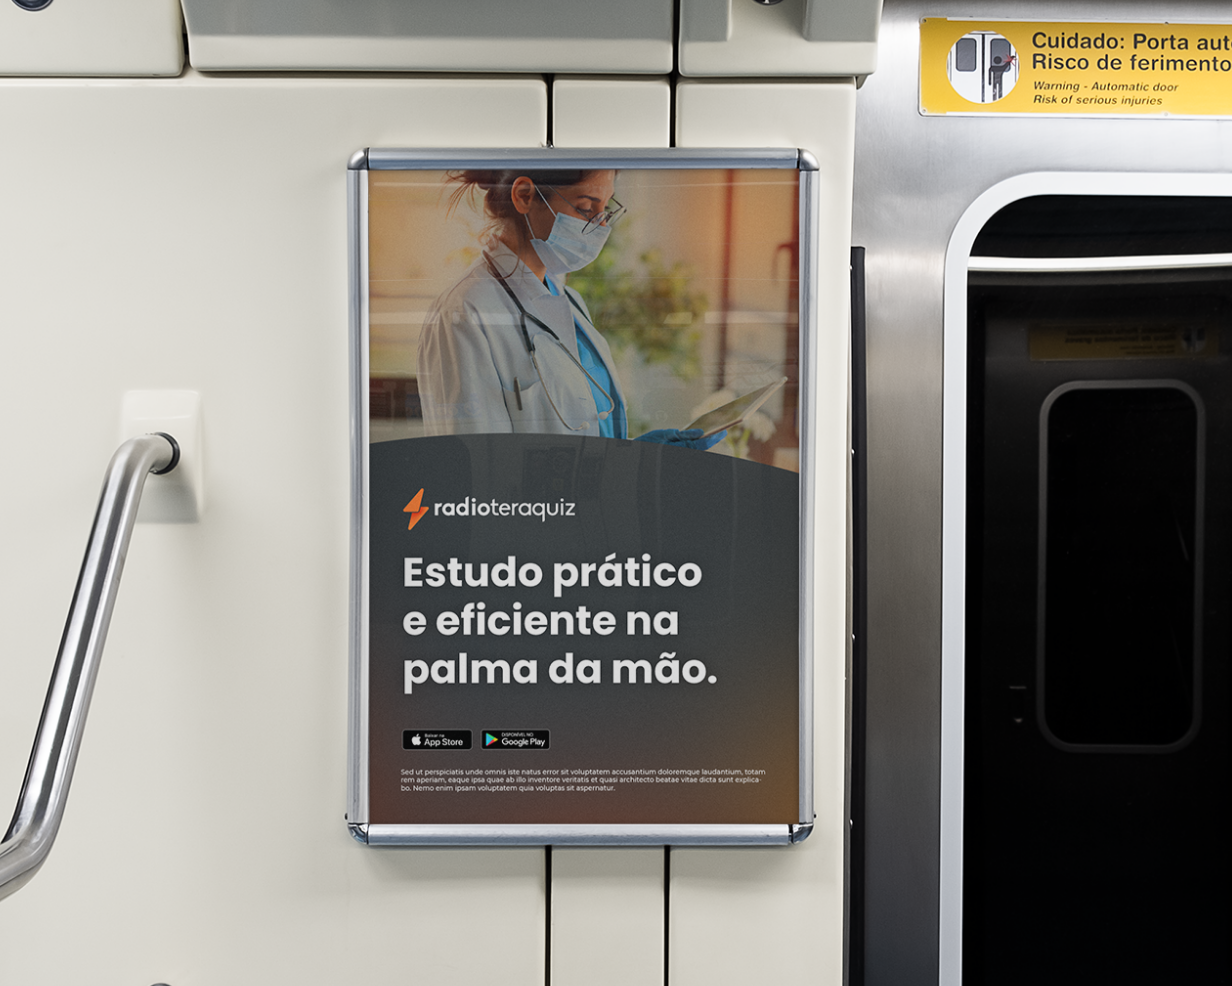 Cuidado: Porta aut
Risco de ferimento
Warning - Automatic door
Risk of serious injuries
radioteraquiz
Estudo prático
e eficiente na
palma da mão.
Baixar na
App Store
DISPONÍVEL NO
Google Play
Sed ut perspiciatis unde omnis iste natus error sit voluptatem accusantium doloremque laudantium, totam
rem aperiam, eaque ipsa quae ab illo inventore veritatis et quasi architecto beatae vitae dicta sunt explica-
bo. Nemo enim ipsam voluptatem quia voluptas sit aspernatur.